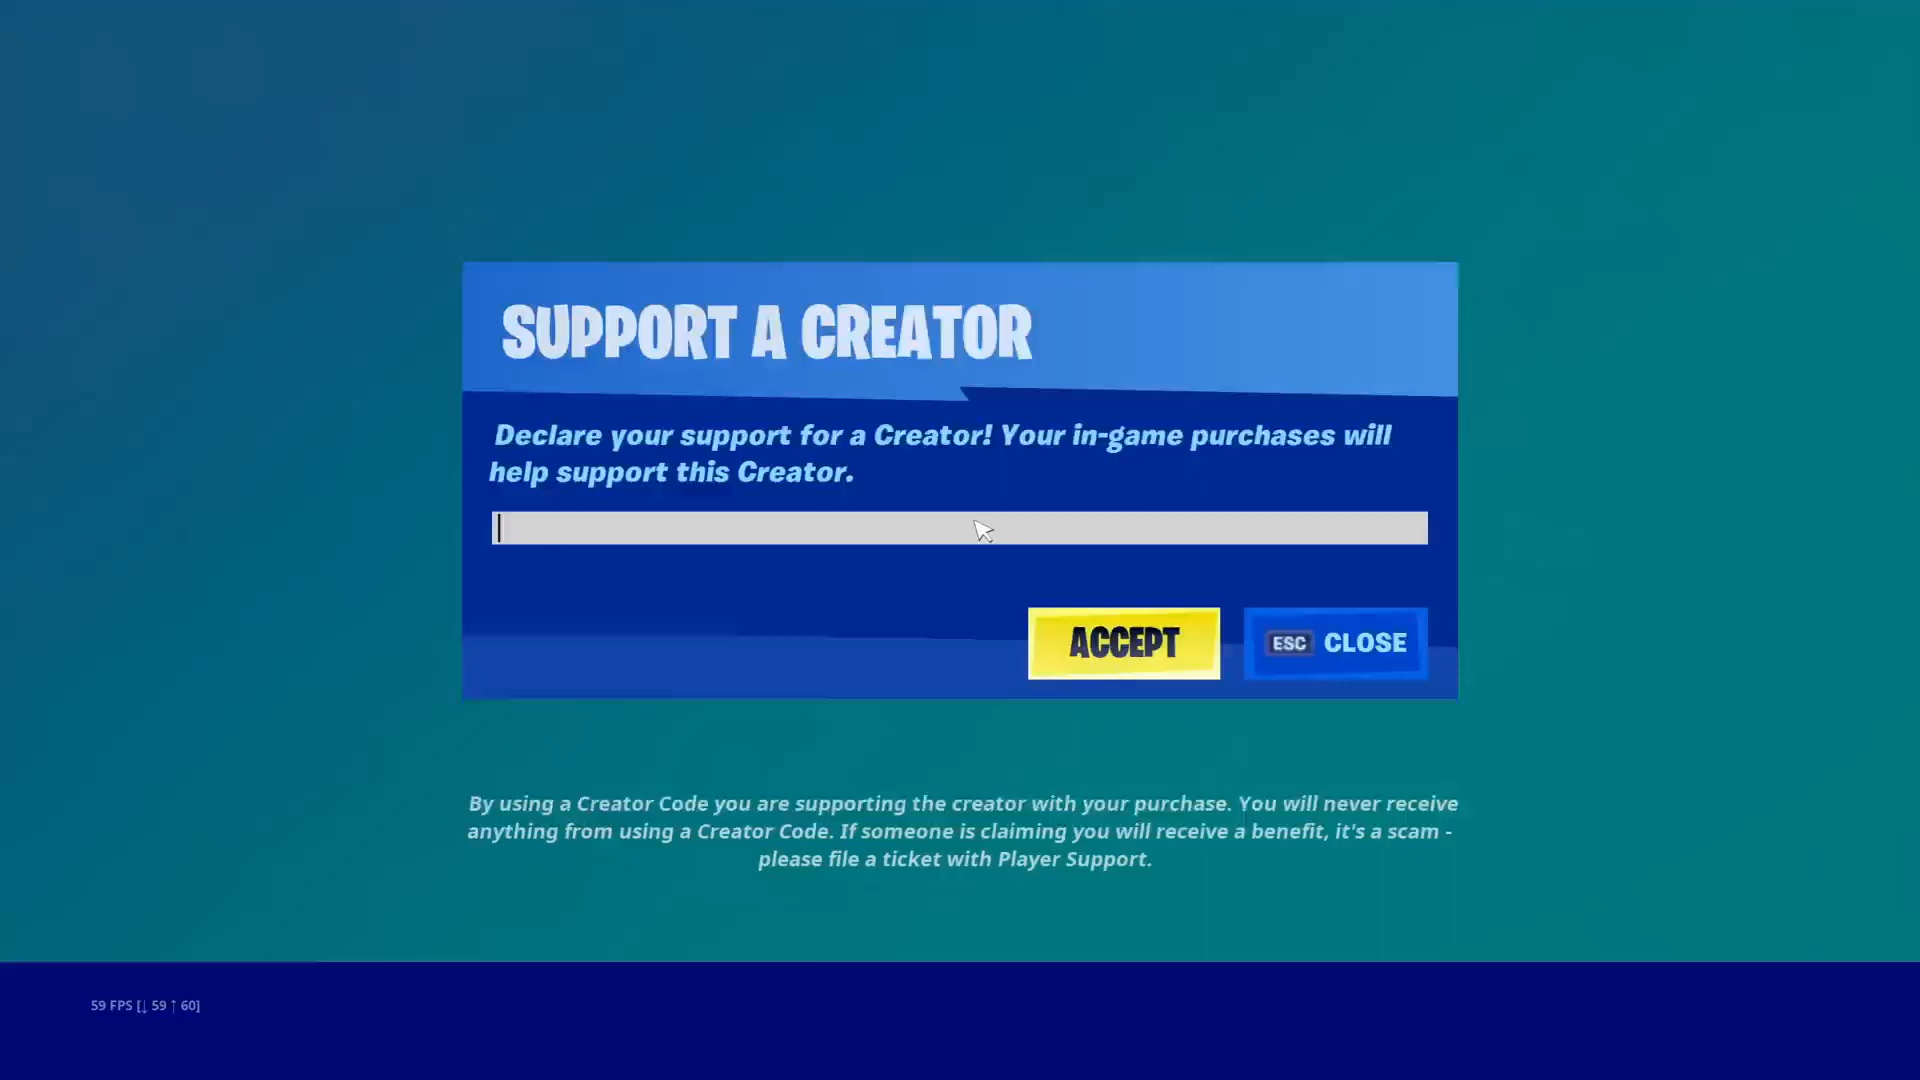 SUPPORT A CREATOR
Declare your support for a Creator! Your in-game purchases will
help support this Creator.
ACCEPT
ESC CLOSE
By using a Creator Code you are supporting the creator with your purchase. You will never receive
anything from using a Creator Code. If someone is claiming you will receive a benefit, it's a scam -
please file a ticket with Player Support.
59 FPS [↓ 59 ↑ 60]